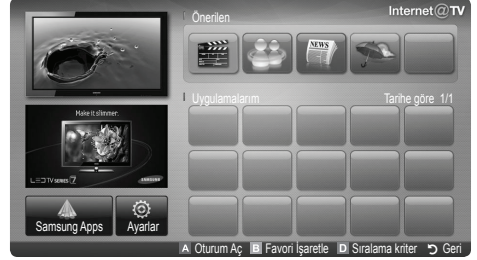 Internet@TV
Önerilen
NEWS
Uygulamalarım
Tarihe göre 1/1
Make it slimmer.
LED TV SERIES 7
SAMSUNG
Samsung Apps
Ayarlar
A Oturum Aç B Favori İşaretle D Sıralama kriter Geri